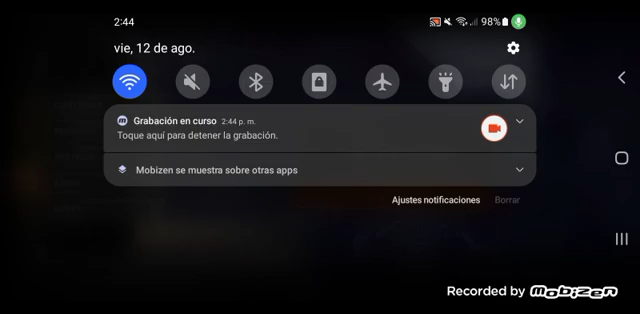 2:44
98%
vie, 12 de ago.
Grabación en curso 2:44 p. m.
Toque aquí para detener la grabación.
Mobizen se muestra sobre otras apps
Ajustes notificaciones Borrar
Recorded by Mobizen